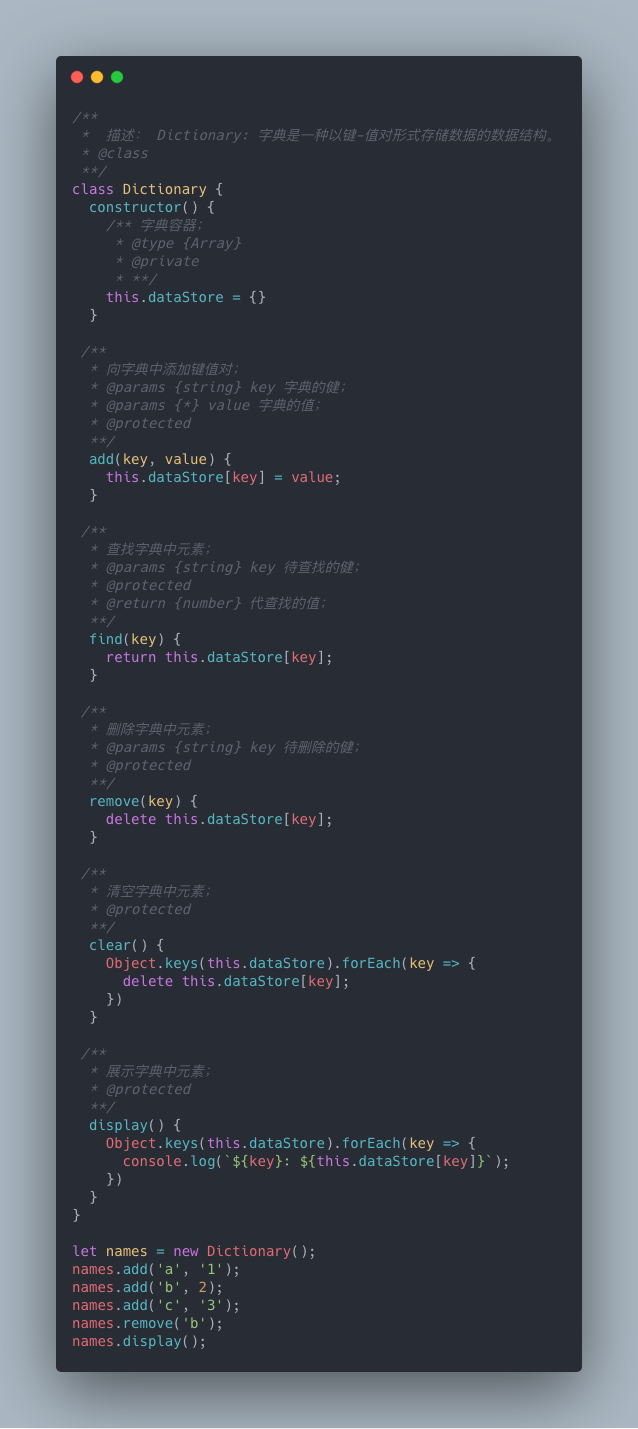 /**
 *  描述： Dictionary: 字典是一种以键-值对形式存储数据的数据结构。
 * @class
 **/
class Dictionary {
  constructor() {
    /** 字典容器；
     * @type {Array}
     * @private
     * **/
    this.dataStore = {}
  }

 /**
  * 向字典中添加键值对；
  * @params {string} key 字典的健；
  * @params {*} value 字典的值；
  * @protected
  **/
  add(key, value) {
    this.dataStore[key] = value;
  }

 /**
  * 查找字典中元素；
  * @params {string} key 待查找的健；
  * @protected
  * @return {number} 代查找的值；
  **/
  find(key) {
    return this.dataStore[key];
  }

 /**
  * 删除字典中元素；
  * @params {string} key 待删除的健；
  * @protected
  **/
  remove(key) {
    delete this.dataStore[key];
  }

 /**
  * 清空字典中元素；
  * @protected
  **/
  clear() {
    Object.keys(this.dataStore).forEach(key => {
      delete this.dataStore[key];
    })
  }

 /**
  * 展示字典中元素；
  * @protected
  **/
  display() {
    Object.keys(this.dataStore).forEach(key => {
      console.log(`${key}: ${this.dataStore[key]}`);
    })
  }
}

let names = new Dictionary();
names.add('a', '1');
names.add('b', 2);
names.add('c', '3');
names.remove('b');
names.display();